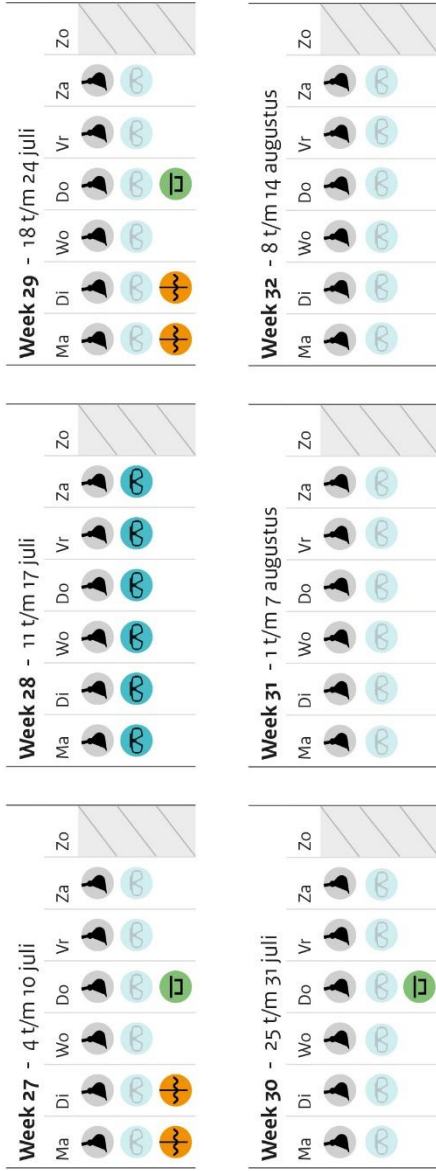 Week 27 - 4 t/m 10 juli
Ma Di Wo Do Vr Za Zo
Week 28 - 11 t/m 17 juli
Ma Di Wo Do Vr Za Zo
Week 29 - 18 t/m 24 juli
Ma Di Wo Do Vr Za Zo
Week 30 - 25 t/m 31 juli
Ma Di Wo Do Vr Za Zo
Week 31 - 1 t/m 7 augustus
Ma Di Wo Do Vr Za Zo
Week 32 - 8 t/m 14 augustus
Ma Di Wo Do Vr Za Zo